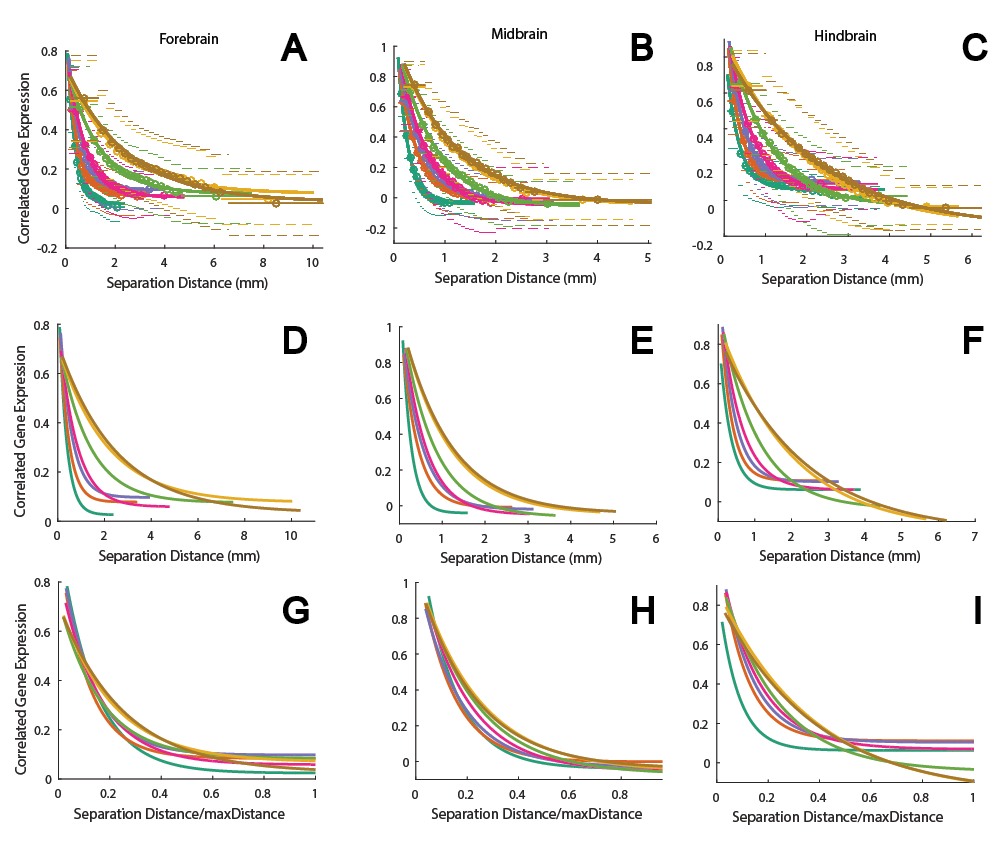 Forebrain
A
Midbrain
B
Hindbrain
C
Correlated Gene Expression
0.8
0.6
0.4
0.2
0
-0.2
0 2 4 6 8 10
Separation Distance (mm)
1
0.8
0.6
0.4
0.2
0
-0.2
0 1 2 3 4 5
Separation Distance (mm)
0.8
0.6
0.4
0.2
0
-0.2
0 1 2 3 4 5 6
Separation Distance (mm)
D
E
F
Correlated Gene Expression
0.8
0.6
0.4
0.2
0
0 2 4 6 8 10
Separation Distance (mm)
1
0.8
0.6
0.4
0.2
0
0 1 2 3 4 5 6
Separation Distance (mm)
0.8
0.6
0.4
0.2
0
0 1 2 3 4 5 6 7
Separation Distance (mm)
G
H
I
Correlated Gene Expression
0.8
0.6
0.4
0.2
0
0 0.2 0.4 0.6 0.8 1
Separation Distance/maxDistance
1
0.8
0.6
0.4
0.2
0
0 0.2 0.4 0.6 0.8
Separation Distance/maxDistance
0.8
0.6
0.4
0.2
0
0 0.2 0.4 0.6 0.8 1
Separation Distance/maxDistance